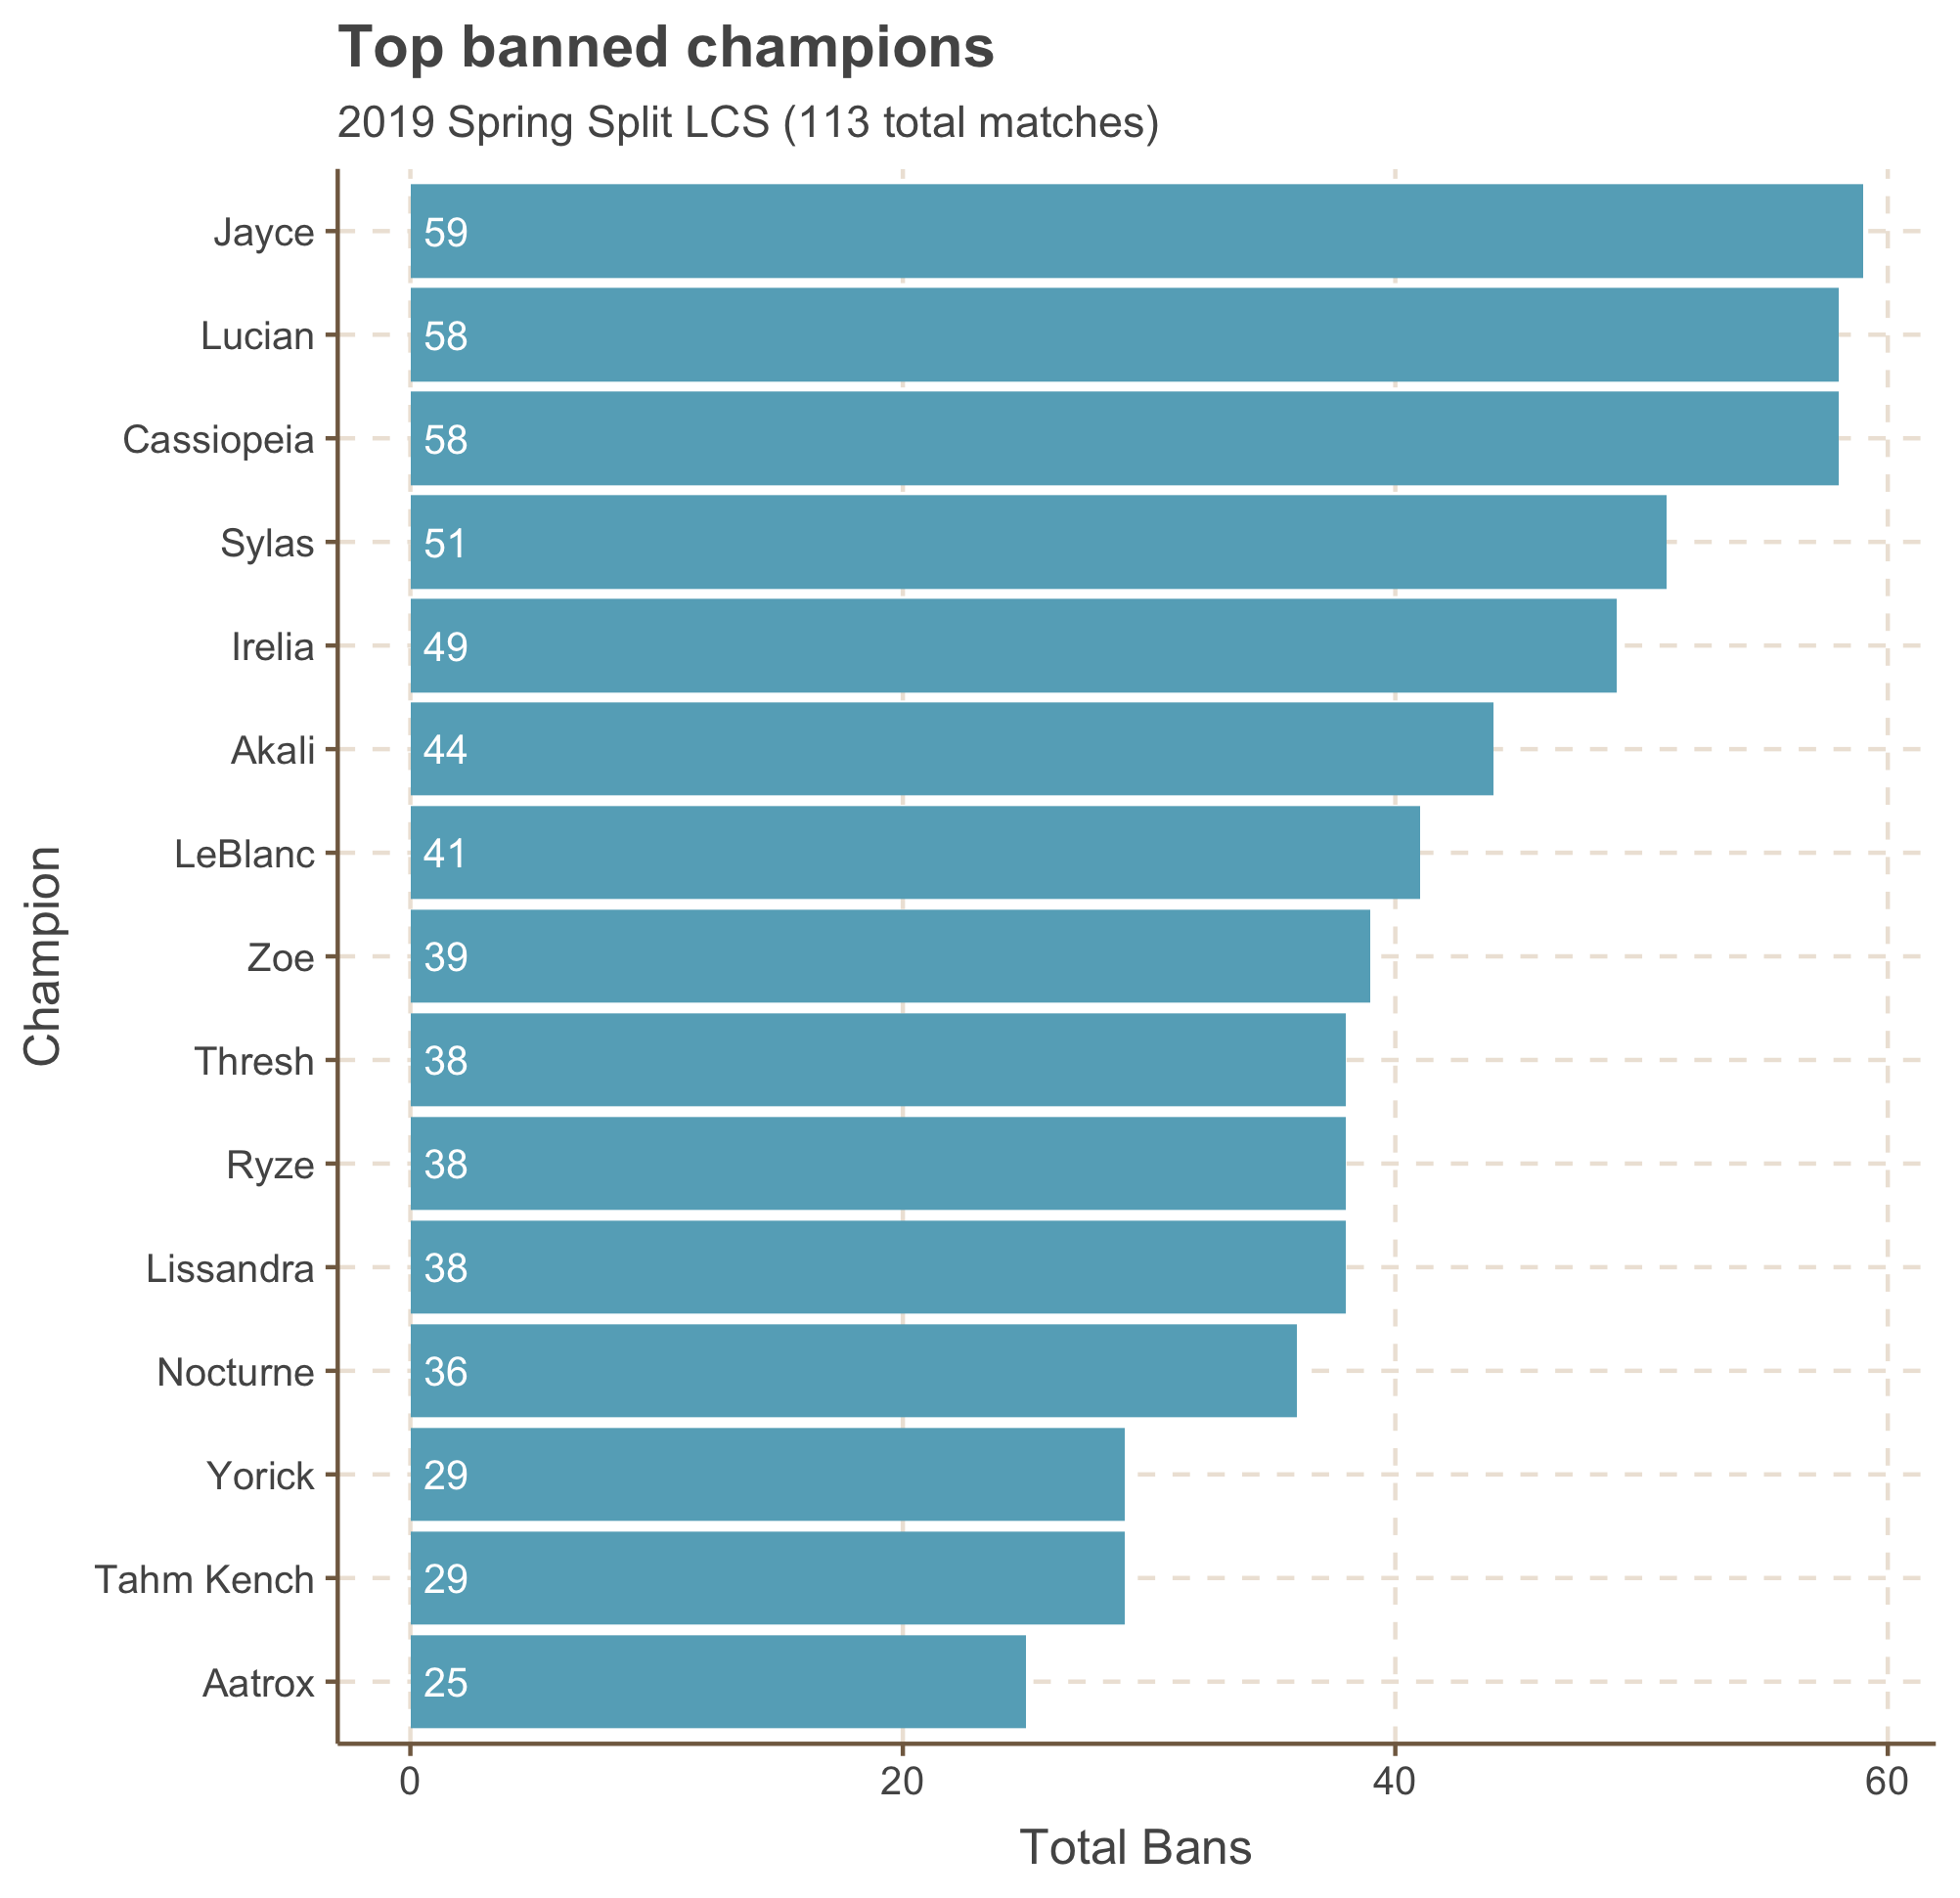 Top banned champions
2019 Spring Split LCS (113 total matches)
Champion
Jayce 59
Lucian 58
Cassiopeia 58
Sylas 51
Irelia 49
Akali 44
LeBlanc 41
Zoe 39
Thresh 38
Ryze 38
Lissandra 38
Nocturne 36
Yorick 29
Tahm Kench 29
Aatrox 25
0 20 40 60
Total Bans